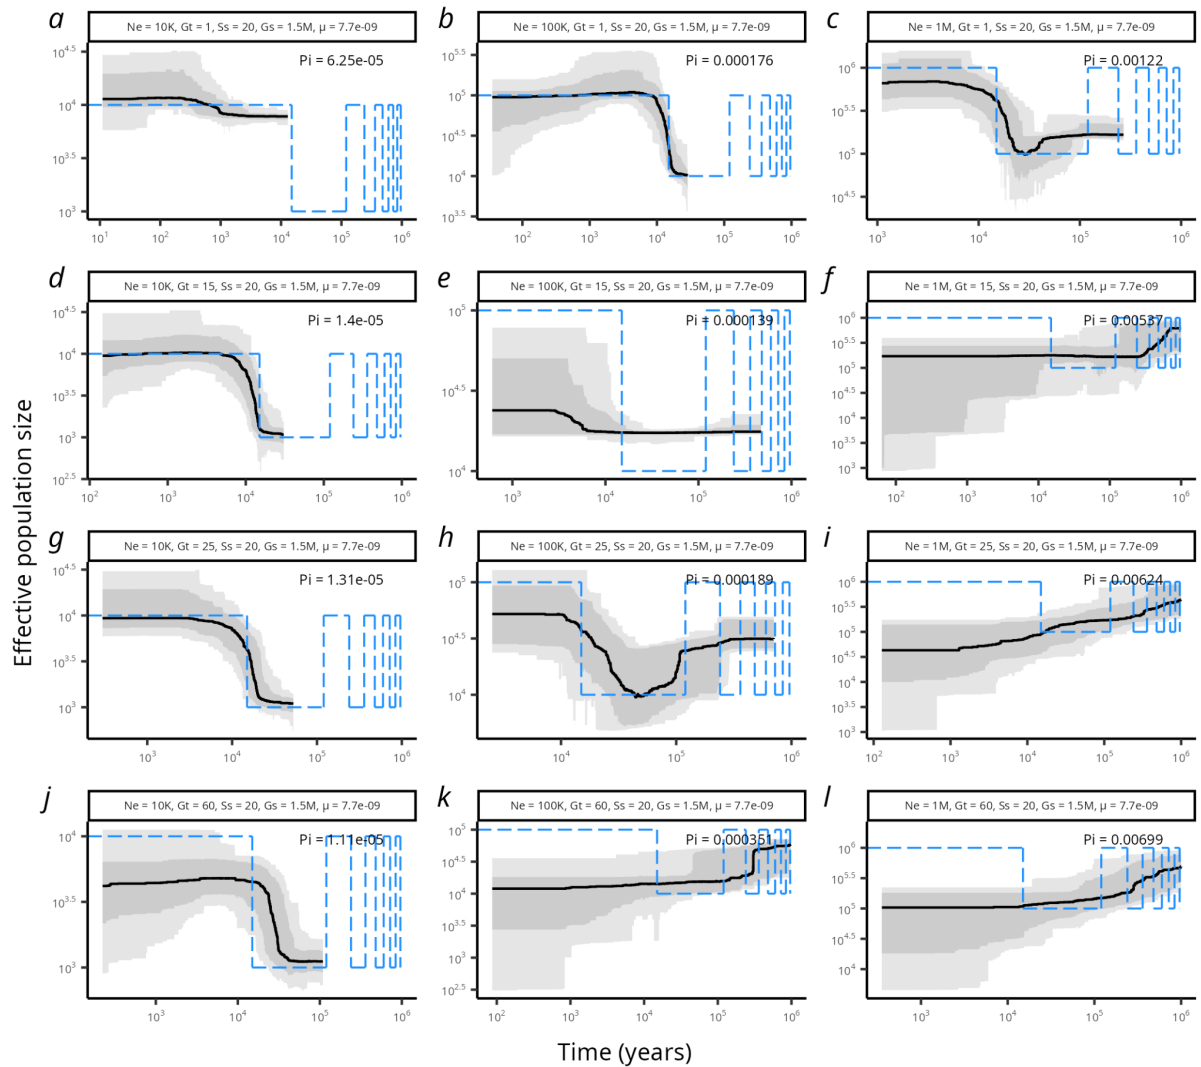 a
Ne = 10K, Gt = 1, Ss = 20, Gs = 1.5M, µ = 7.7e-09
Pi = 6.25e-05
10^4.5
10^4
10^3.5
10^3
10^1 10^2 10^3 10^4 10^5 10^6
b
Ne = 100K, Gt = 1, Ss = 20, Gs = 1.5M, µ = 7.7e-09
Pi = 0.000176
10^5.5
10^5
10^4.5
10^4
10^3.5
10^2 10^3 10^4 10^5 10^6
c
Ne = 1M, Gt = 1, Ss = 20, Gs = 1.5M, µ = 7.7e-09
Pi = 0.00122
10^6
10^5.5
10^5
10^4.5
10^3 10^4 10^5 10^6
d
Ne = 10K, Gt = 15, Ss = 20, Gs = 1.5M, µ = 7.7e-09
Pi = 1.4e-05
10^4.5
10^4
10^3.5
10^3
10^2.5
10^2 10^3 10^4 10^5 10^6
e
Ne = 100K, Gt = 15, Ss = 20, Gs = 1.5M, µ = 7.7e-09
Pi = 0.000139
10^5
10^4.5
10^4
10^3 10^4 10^5 10^6
f
Ne = 1M, Gt = 15, Ss = 20, Gs = 1.5M, µ = 7.7e-09
Pi = 0.00537
10^6
10^5.5
10^5
10^4.5
10^4
10^3.5
10^3
10^2 10^3 10^4 10^5 10^6
g
Ne = 10K, Gt = 25, Ss = 20, Gs = 1.5M, µ = 7.7e-09
Pi = 1.31e-05
10^4.5
10^4
10^3.5
10^3
10^3 10^4 10^5 10^6
h
Ne = 100K, Gt = 25, Ss = 20, Gs = 1.5M, µ = 7.7e-09
Pi = 0.000189
10^5
10^4.5
10^4
10^4 10^5 10^6
i
Ne = 1M, Gt = 25, Ss = 20, Gs = 1.5M, µ = 7.7e-09
Pi = 0.00624
10^6
10^5.5
10^5
10^4.5
10^4
10^3.5
10^3
10^2 10^3 10^4 10^5 10^6
j
Ne = 10K, Gt = 60, Ss = 20, Gs = 1.5M, µ = 7.7e-09
Pi = 1.11e-05
10^4
10^3.5
10^3
10^3 10^4 10^5 10^6
k
Ne = 100K, Gt = 60, Ss = 20, Gs = 1.5M, µ = 7.7e-09
Pi = 0.000351
10^5
10^4.5
10^4
10^3.5
10^3
10^2.5
10^2 10^3 10^4 10^5 10^6
l
Ne = 1M, Gt = 60, Ss = 20, Gs = 1.5M, µ = 7.7e-09
Pi = 0.00699
10^6
10^5.5
10^5
10^4.5
10^4
10^3 10^4 10^5 10^6
Effective population size
Time (years)